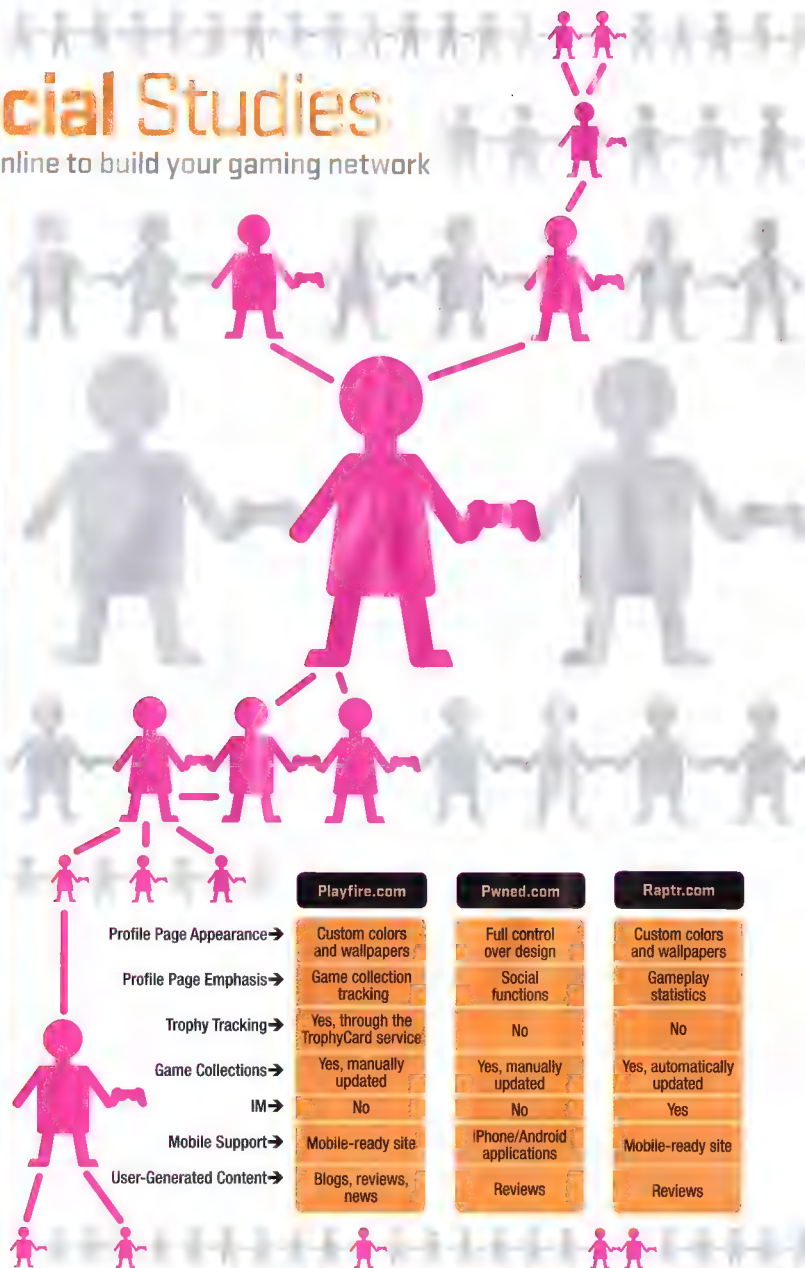 cial Studies
nline to build your gaming network
Playfire.com Pwned.com Raptr.com
Profile Page Appearance→ Custom colors and wallpapers Full control over design Custom colors and wallpapers
Profile Page Emphasis→ Game collection tracking Social functions Gameplay statistics
Trophy Tracking→ Yes, through the TrophyCard service No No
Game Collections→ Yes, manually updated Yes, manually updated Yes, automatically updated
IM→ No No Yes
Mobile Support→ Mobile-ready site iPhone/Android applications Mobile-ready site
User-Generated Content→ Blogs, reviews, news Reviews Reviews